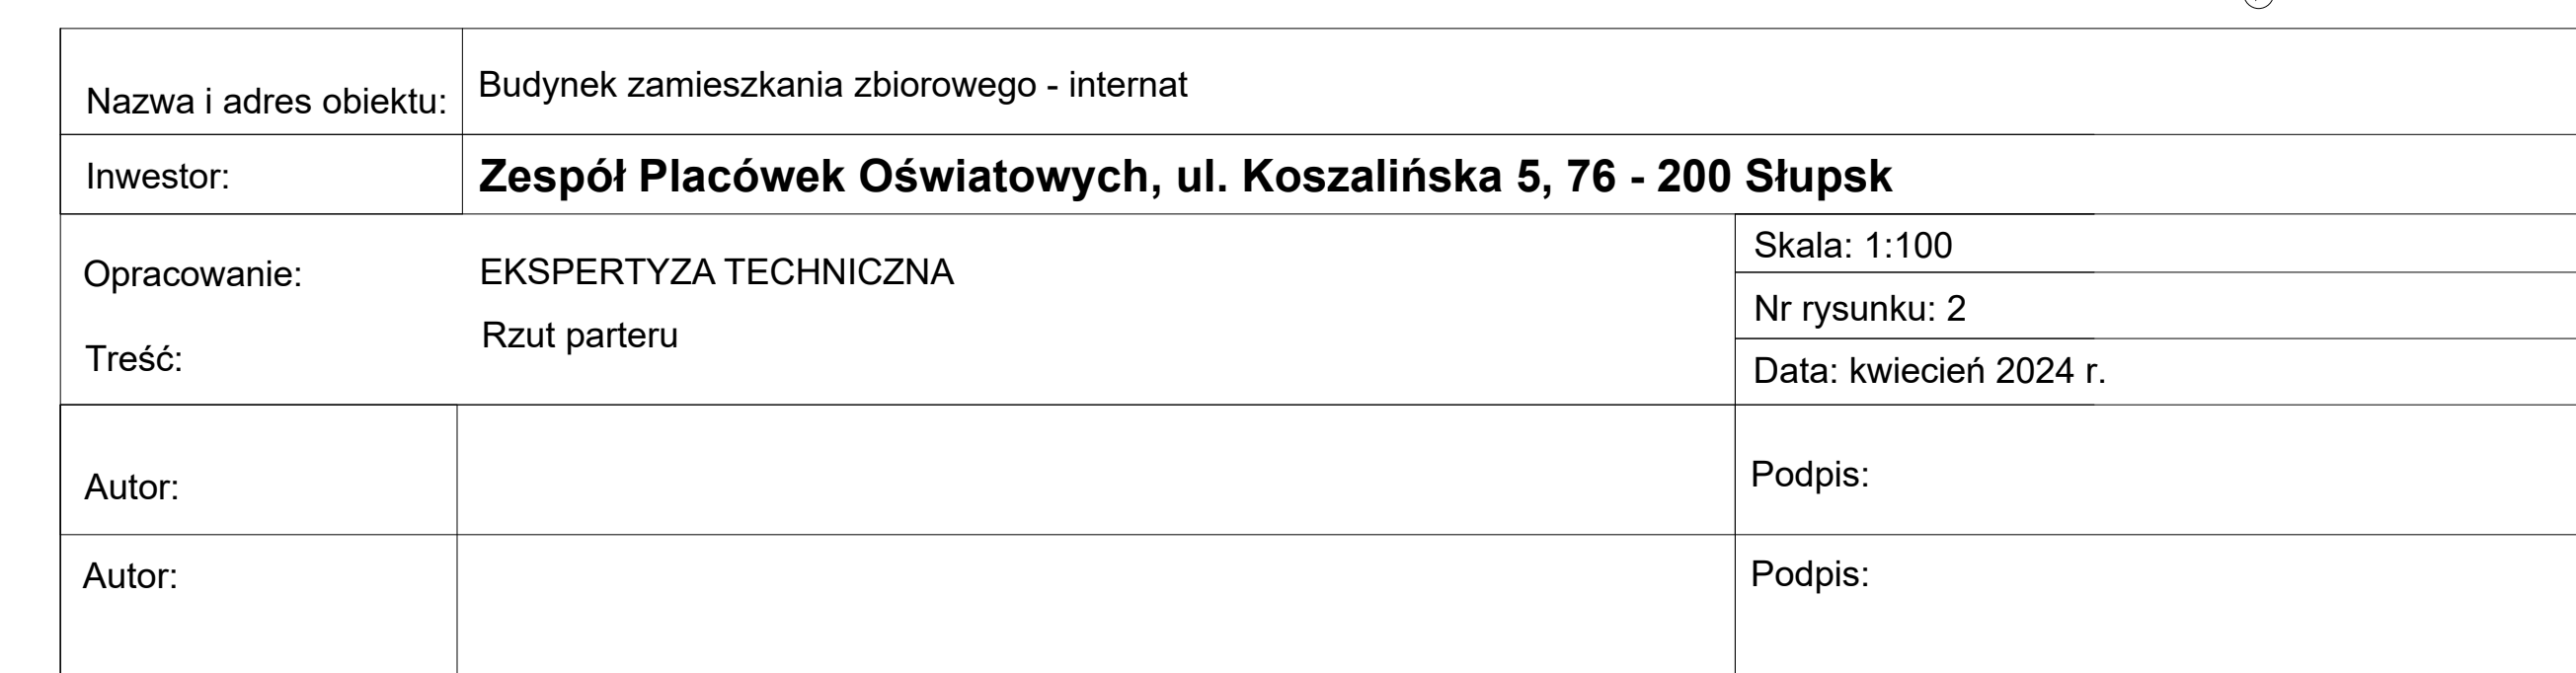 Nazwa i adres obiektu:
Budynek zamieszkania zbiorowego - internat
Inwestor:
Zespół Placówek Oświatowych, ul. Koszalińska 5, 76 - 200 Słupsk
Opracowanie:
EKSPERTYZA TECHNICZNA
Treść:
Rzut parteru
Skala: 1:100
Nr rysunku: 2
Data: kwiecień 2024 r.
Autor:
Podpis:
Autor:
Podpis: